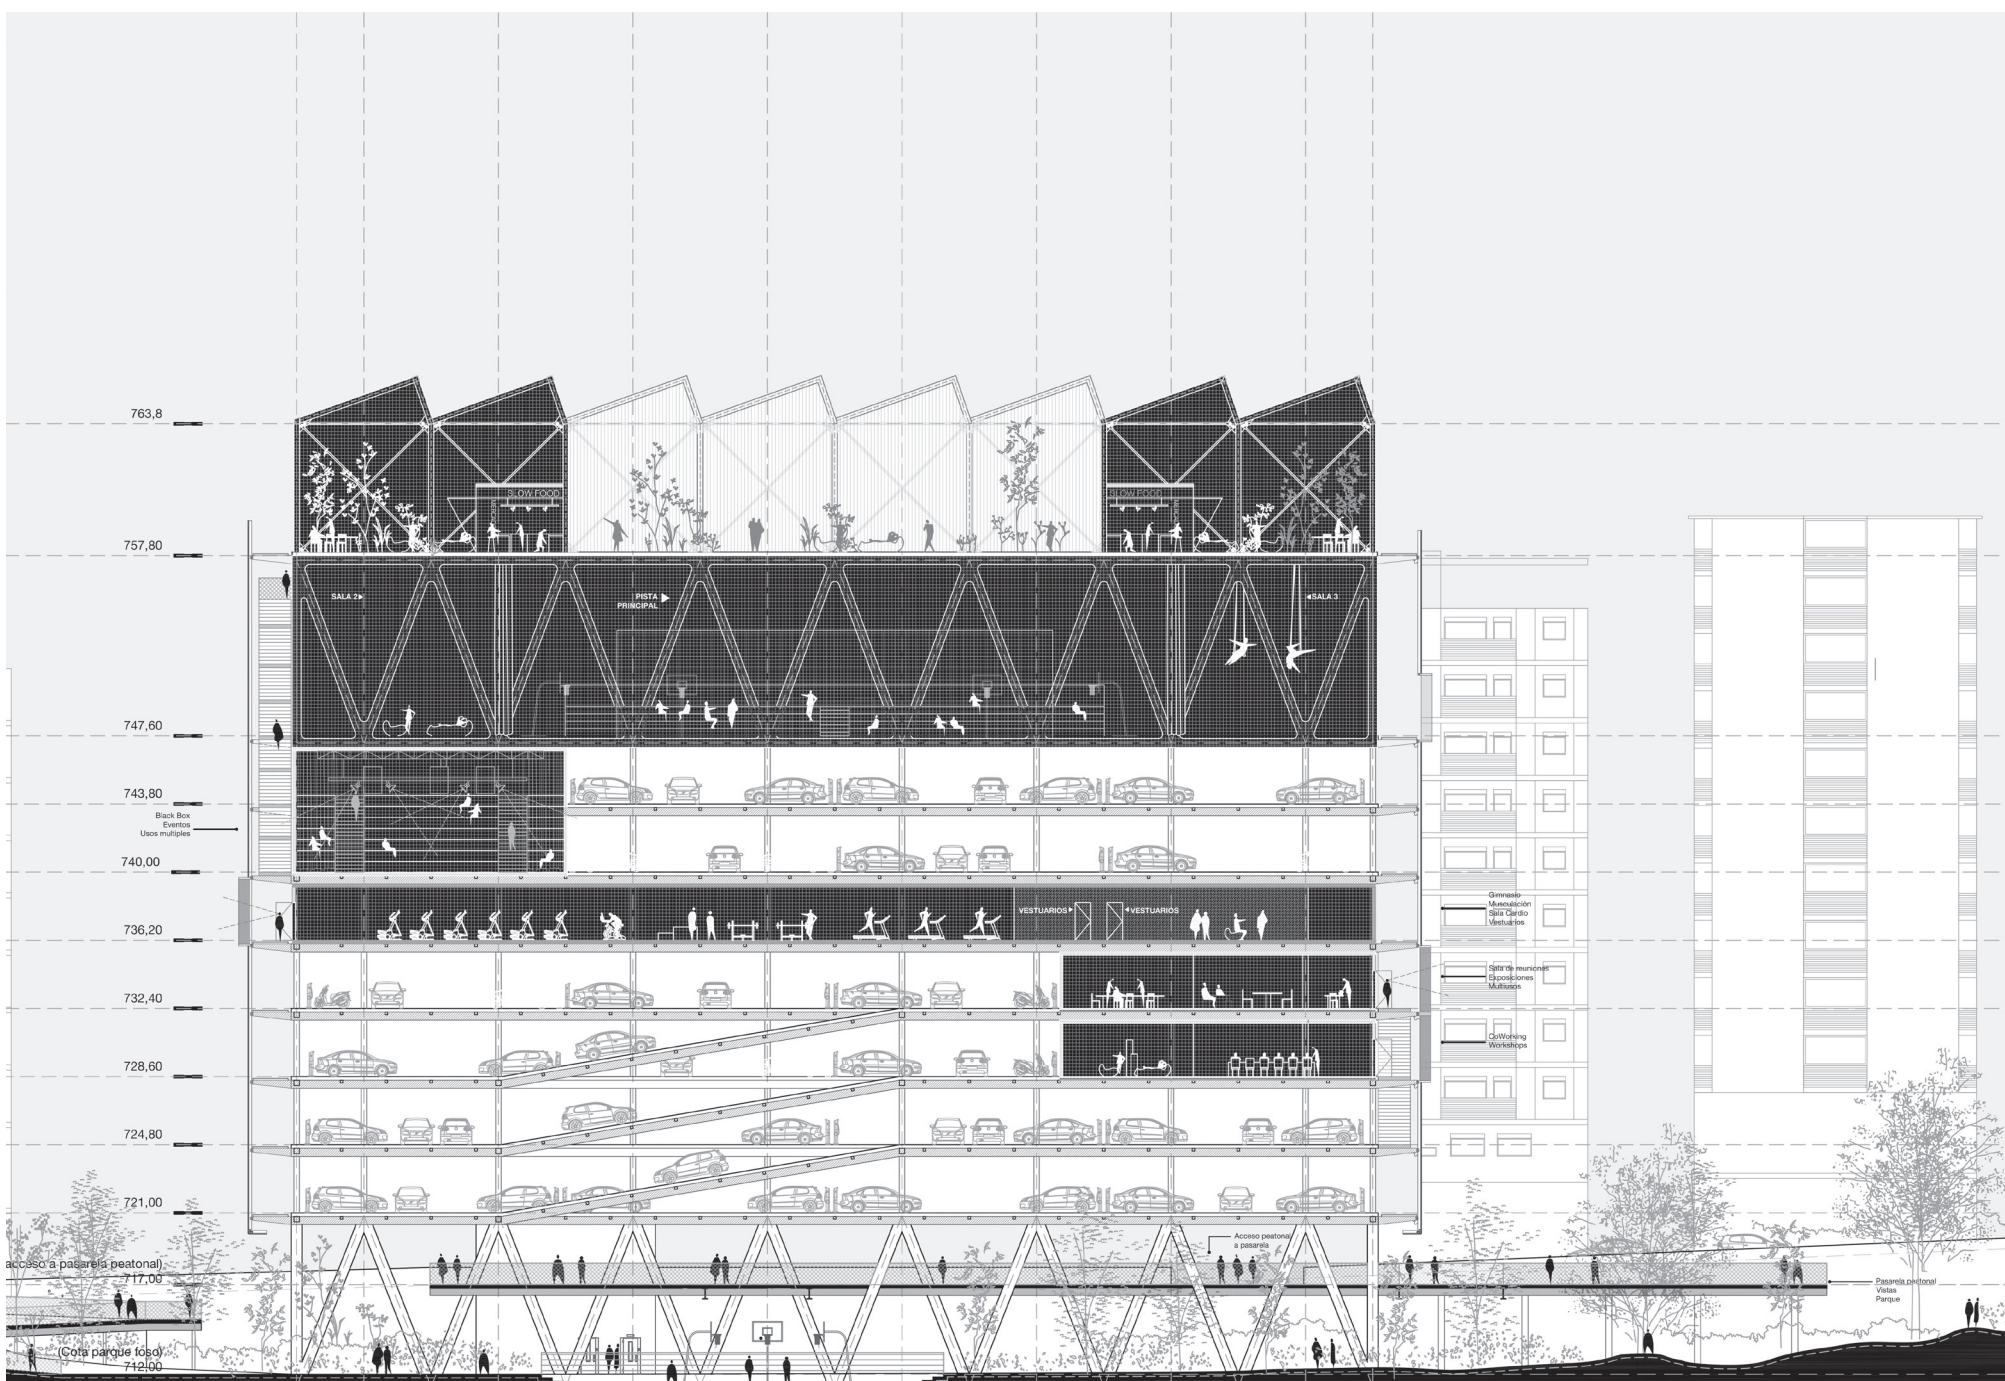 763,8
SLOW FOOD
MENU
SLOW FOOD
MENU
757,80
SALA 2
PISTA
PRINCIPAL
SALA 3
747,60
743,80
Black Box
Eventos
Usos multiples
740,00
Gimnasio
Musculación
Sala Cardio
Vestuarios
VESTUARIOS
VESTUARIOS
736,20
Sala de reuniones
Exposiciones
Multiusos
732,40
CoWorking
Workshops
728,60
724,80
721,00
Acceso peatonal
a pasarela
acceso a pasarela peatonal)
717,00
Pasarela peatonal
Vistas
Parque
(Cota parque foso)
712,00